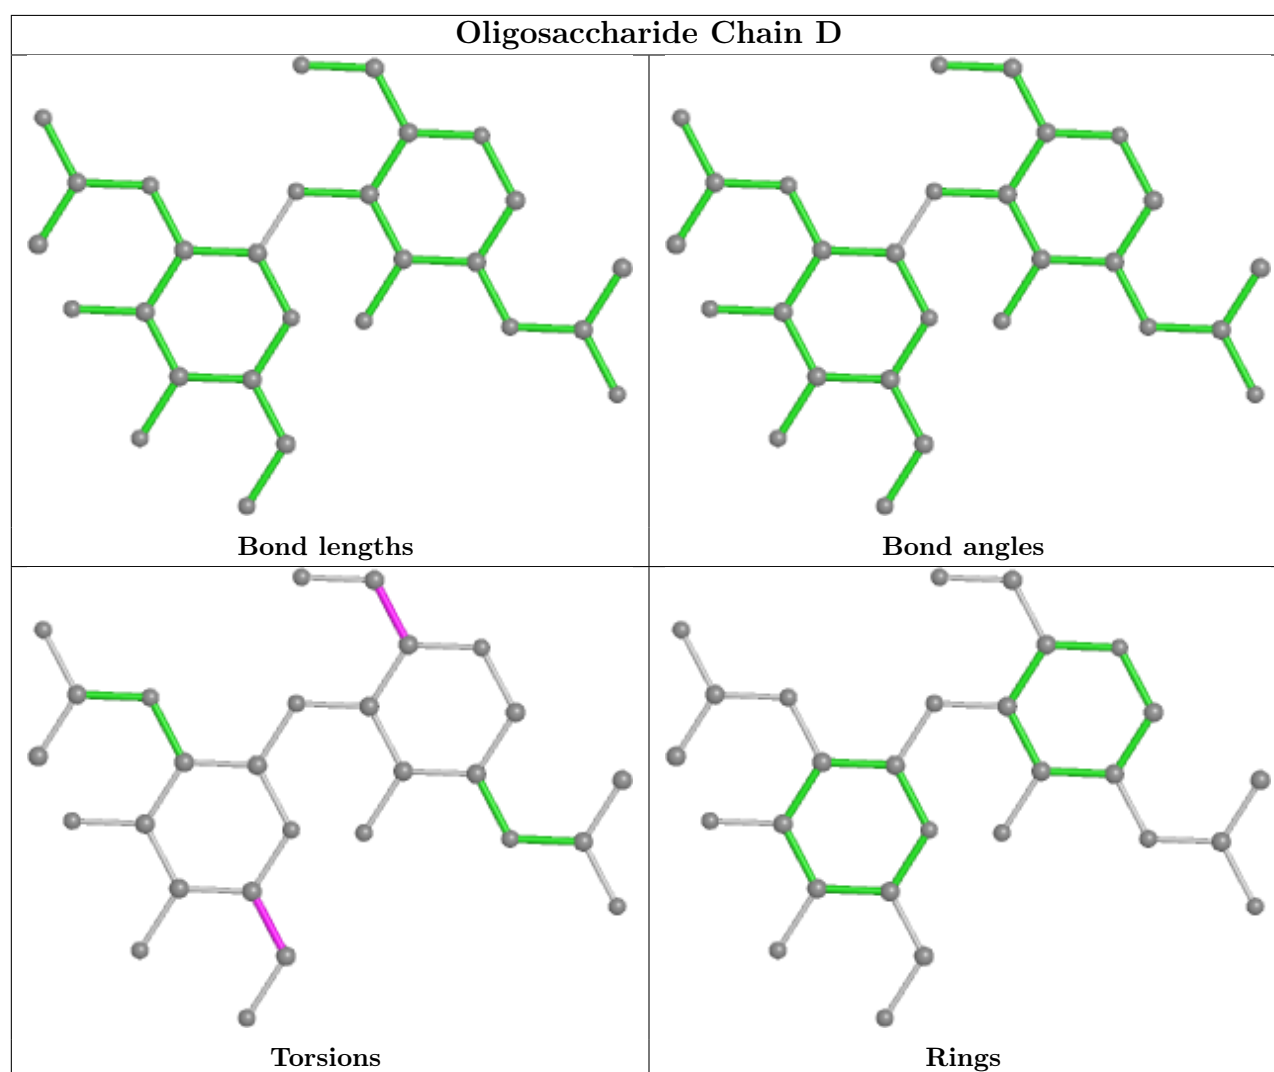 Oligosaccharide Chain D
Bond lengths
Bond angles
Torsions
Rings